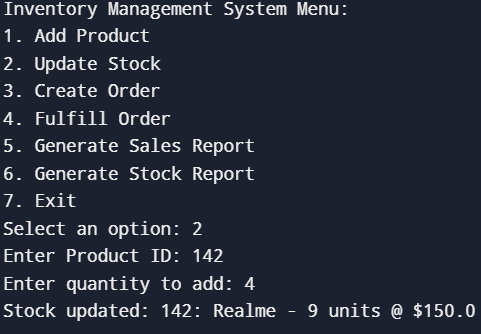 Inventory Management System Menu:
1. Add Product
2. Update Stock
3. Create Order
4. Fulfill Order
5. Generate Sales Report
6. Generate Stock Report
7. Exit
Select an option: 2
Enter Product ID: 142
Enter quantity to add: 4
Stock updated: 142: Realme - 9 units @ $150.0